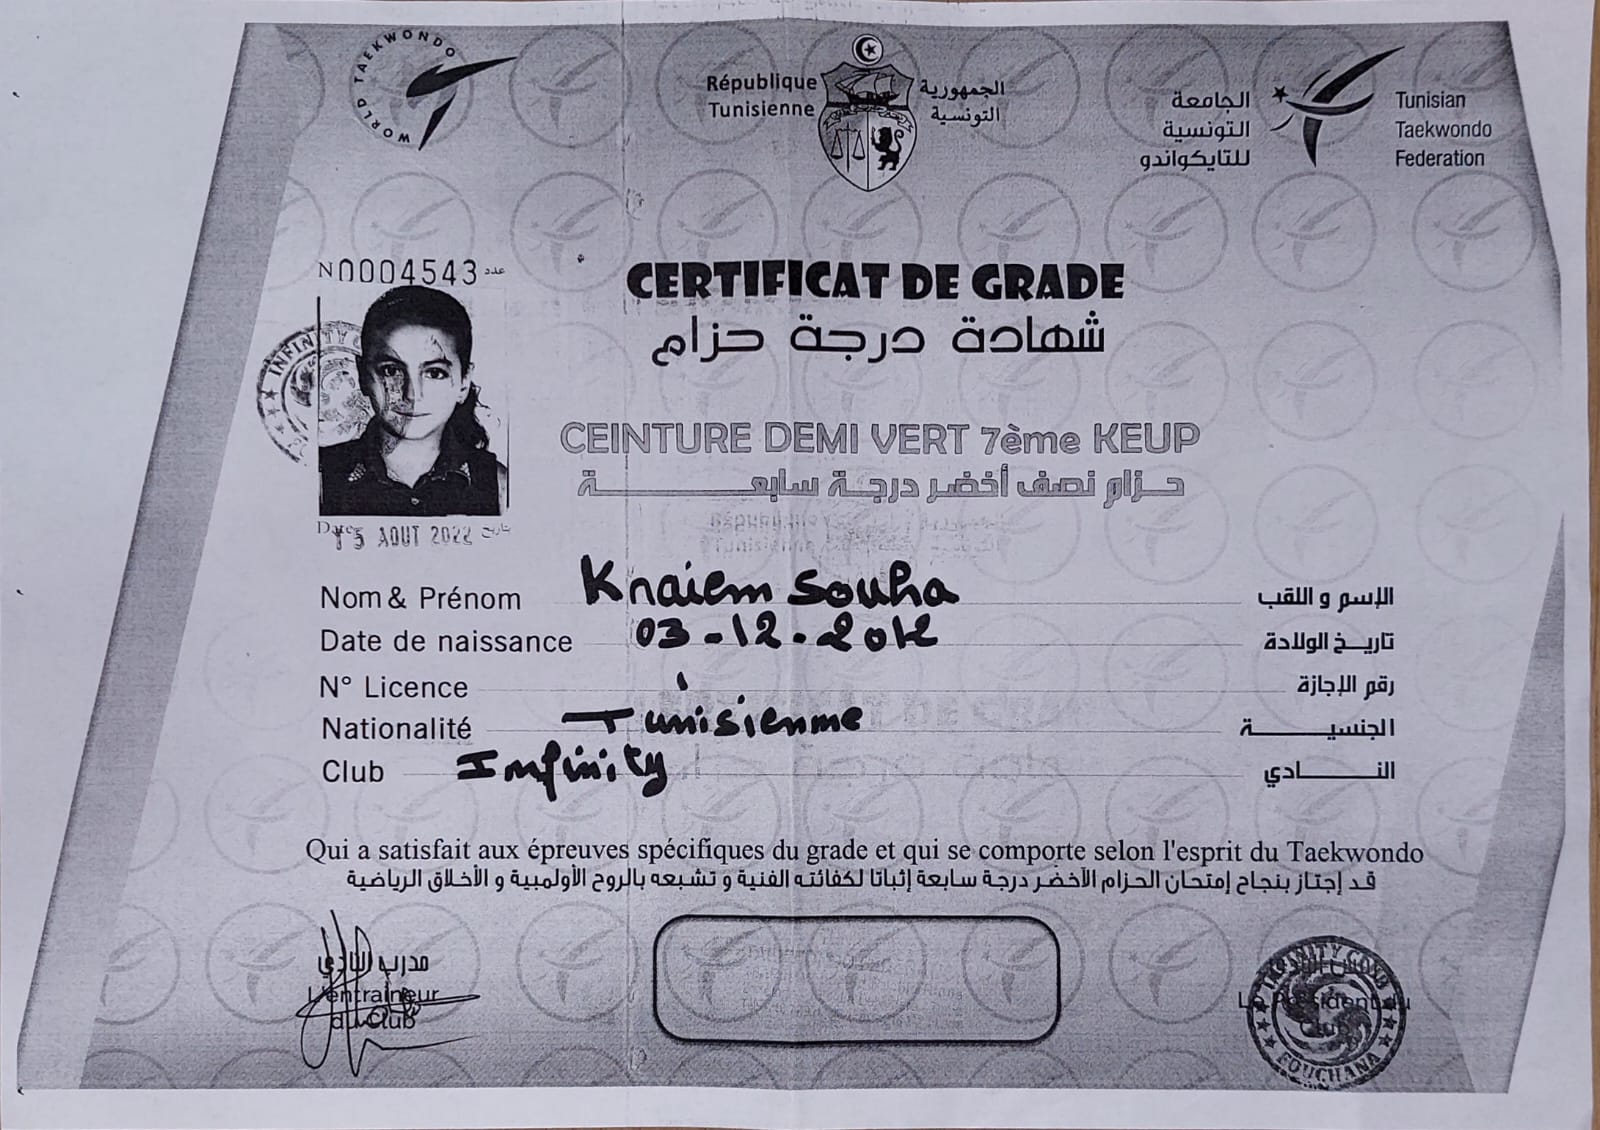 WORLD TAEKWONDO
République
Tunisienne
الجمهورية
التونسية
الجامعة
التونسية
للتايكواندو
Tunisian
Taekwondo
Federation
N0004543 عدد
CERTIFICAT DE GRADE
شهادة درجة حزام
INFINITY
CEINTURE DEMI VERT 7ème KEUP
حزام نصف أخضر درجة سابعة
Date 15 AOUT 2022 تاريخ
Nom & Prénom Knaiem Souha الإسم و اللقب
Date de naissance 03-12-2012 تاريخ الولادة
N° Licence رقم الإجازة
Nationalité Tunisienne الجنسية
Club Infinity النادي
Qui a satisfait aux épreuves spécifiques du grade et qui se comporte selon l'esprit du Taekwondo
قد إجتاز بنجاح إمتحان الحزام الأخضر درجة سابعة إثباتا لكفائته الفنية و تشبعه بالروح الأولمبية و الأخلاق الرياضية
مدرب النادي
L'entraineur
du Club
Le Président du
Club
INFINITY
FOUCHANA